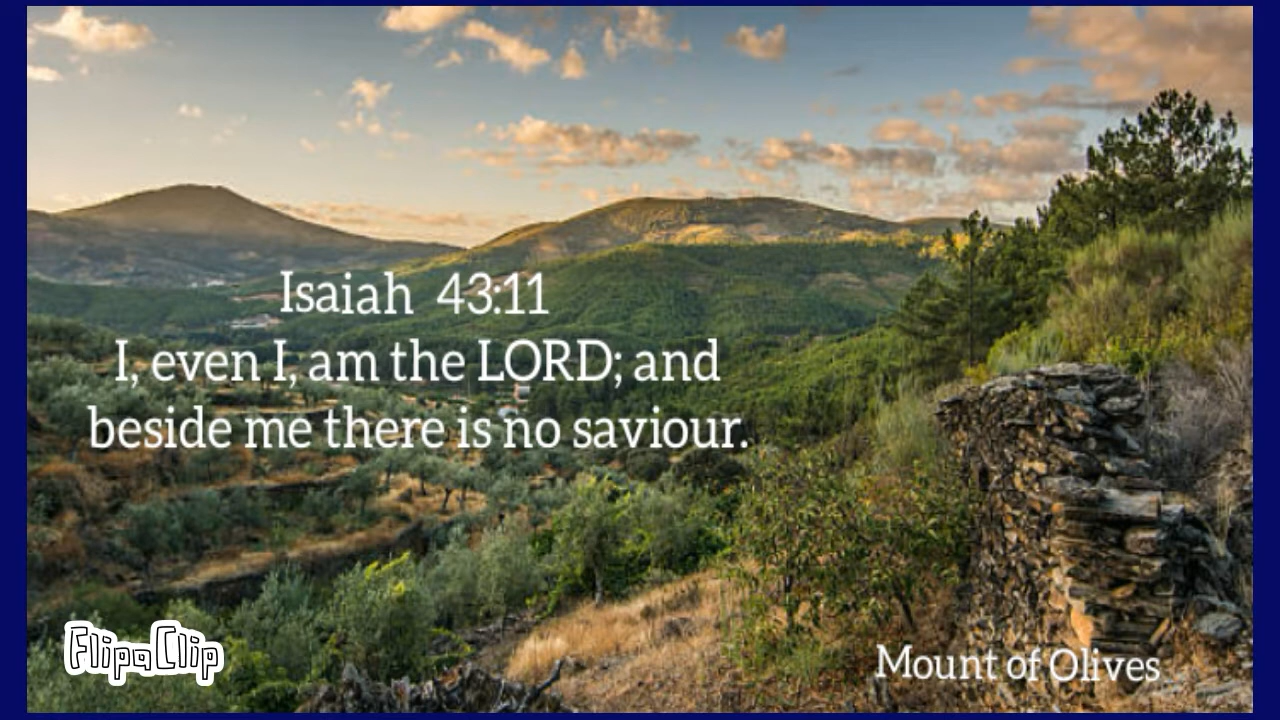 Isaiah 43:11
I, even I, am the LORD; and
beside me there is no saviour.
FlipaClip
Mount of Olives